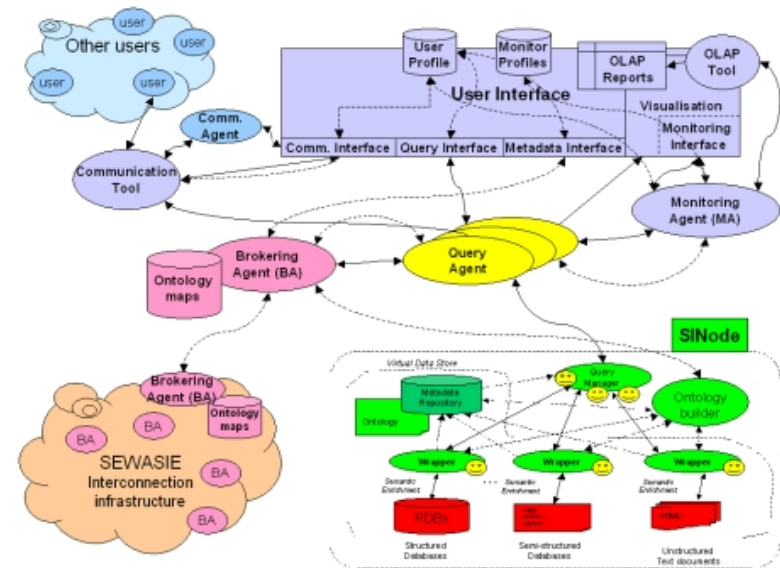 Other users
user
user
user
user
Comm.
Agent
Communication
Tool
User
Profile
Monitor
Profiles
OLAP
Reports
OLAP
Tool
User Interface
Visualisation
Monitoring
Interface
Comm. Interface
Query Interface
Metadata Interface
Monitoring
Agent (MA)
Query
Agent
Brokering
Agent (BA)
Ontology
maps
SINode
Virtual Data Store
Query
Manager
Metadata
Repository
Ontology
Ontology
builder
Wrapper
Wrapper
Wrapper
Semantic
Enrichment
...
Semantic
Enrichment
Semantic
Enrichment
RDBs
Structured
Databases
Semi-structured
Databases
Unstructured
Text documents
Brokering
Agent (BA)
Ontology
maps
BA
BA
BA
BA
SEWASIE
Interconnection
infrastructure